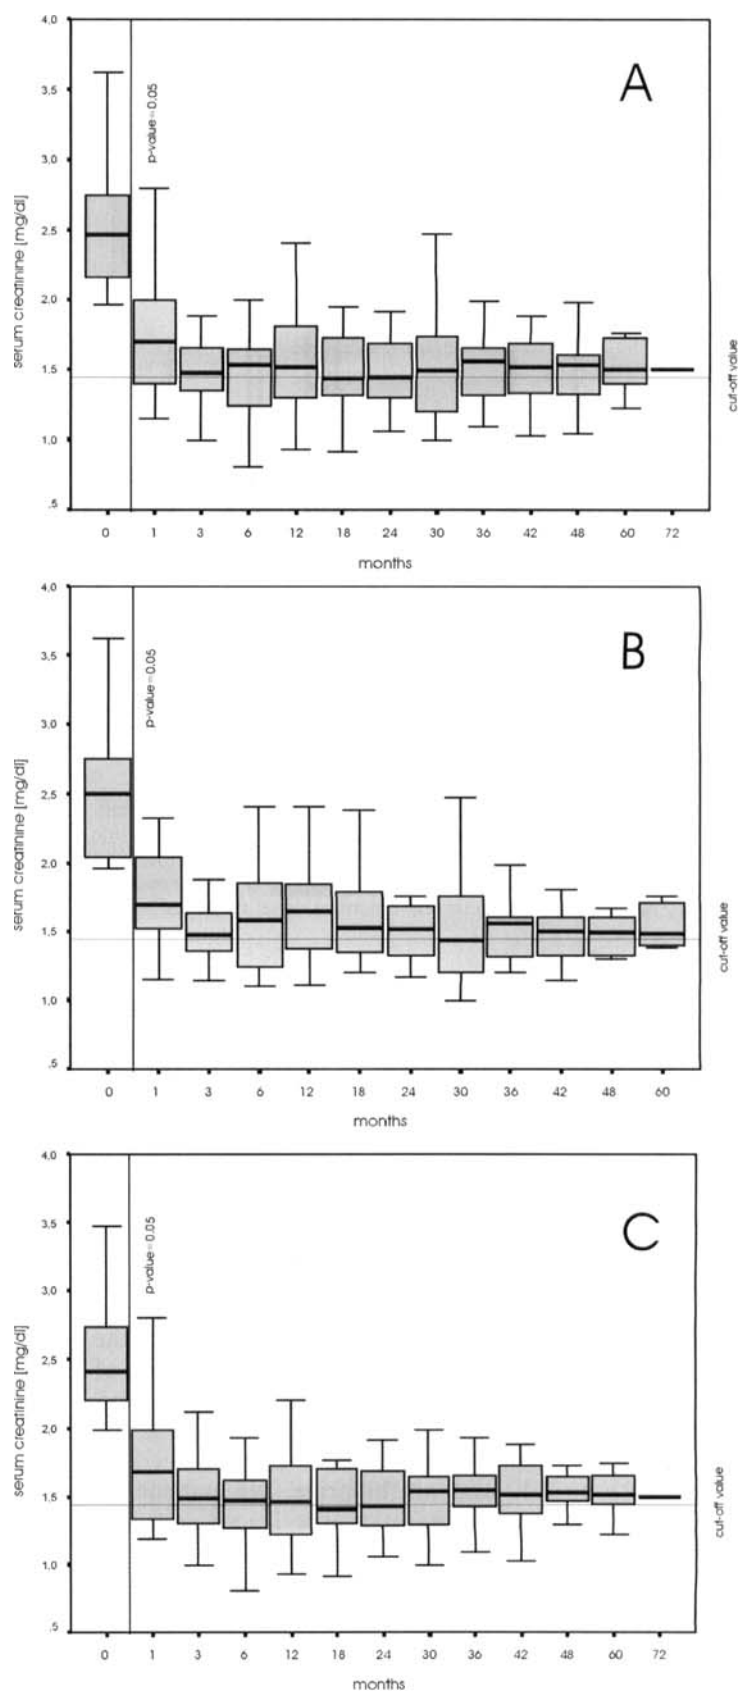 A
4.0
3.5
3.0
2.5
2.0
1.5
1.0
.5
serum creatinine [mg/dl]
p-value=0.05
cut-off value
0 1 3 6 12 18 24 30 36 42 48 60 72
months
B
4.0
3.5
3.0
2.5
2.0
1.5
1.0
.5
serum creatinine [mg/dl]
p-value=0.05
cut-off value
0 1 3 6 12 18 24 30 36 42 48 60
months
C
4.0
3.5
3.0
2.5
2.0
1.5
1.0
.5
serum creatinine [mg/dl]
p-value=0.05
cut-off value
0 1 3 6 12 18 24 30 36 42 48 60 72
months